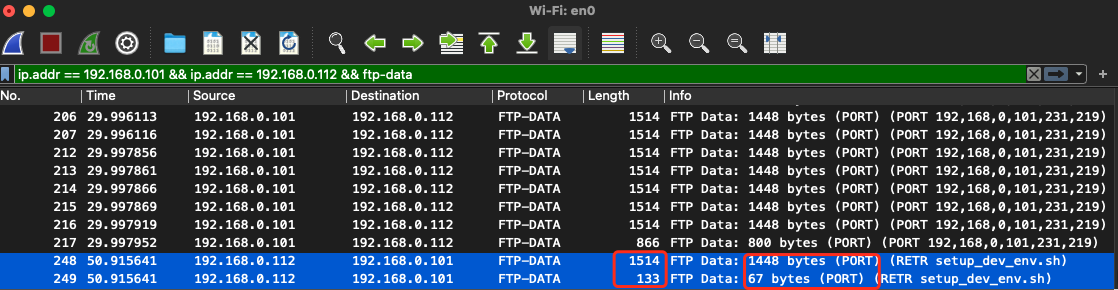 Wi-Fi: en0
ip.addr == 192.168.0.101 && ip.addr == 192.168.0.112 && ftp-data
No. Time Source Destination Protocol Length Info
206 29.996113 192.168.0.101 192.168.0.112 FTP-DATA 1514 FTP Data: 1448 bytes (PORT) (PORT 192,168,0,101,231,219)
207 29.996116 192.168.0.101 192.168.0.112 FTP-DATA 1514 FTP Data: 1448 bytes (PORT) (PORT 192,168,0,101,231,219)
212 29.997856 192.168.0.101 192.168.0.112 FTP-DATA 1514 FTP Data: 1448 bytes (PORT) (PORT 192,168,0,101,231,219)
213 29.997861 192.168.0.101 192.168.0.112 FTP-DATA 1514 FTP Data: 1448 bytes (PORT) (PORT 192,168,0,101,231,219)
214 29.997866 192.168.0.101 192.168.0.112 FTP-DATA 1514 FTP Data: 1448 bytes (PORT) (PORT 192,168,0,101,231,219)
215 29.997869 192.168.0.101 192.168.0.112 FTP-DATA 1514 FTP Data: 1448 bytes (PORT) (PORT 192,168,0,101,231,219)
216 29.997919 192.168.0.101 192.168.0.112 FTP-DATA 1514 FTP Data: 1448 bytes (PORT) (PORT 192,168,0,101,231,219)
217 29.997952 192.168.0.101 192.168.0.112 FTP-DATA 866 FTP Data: 800 bytes (PORT) (PORT 192,168,0,101,231,219)
248 50.915641 192.168.0.112 192.168.0.101 FTP-DATA 1514 FTP Data: 1448 bytes (PORT) (RETR setup_dev_env.sh)
249 50.915641 192.168.0.112 192.168.0.101 FTP-DATA 133 FTP Data: 67 bytes (PORT) (RETR setup_dev_env.sh)